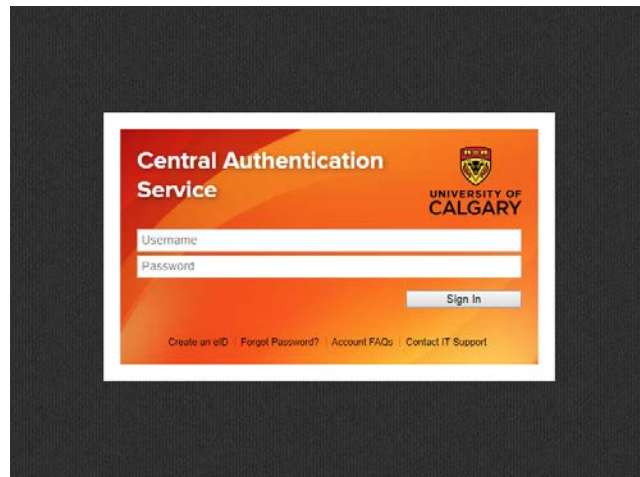 Central Authentication
Service
UNIVERSITY OF
CALGARY
Username
Password
Sign In
Create an eID | Forgot Password? | Account FAQs | Contact IT Support